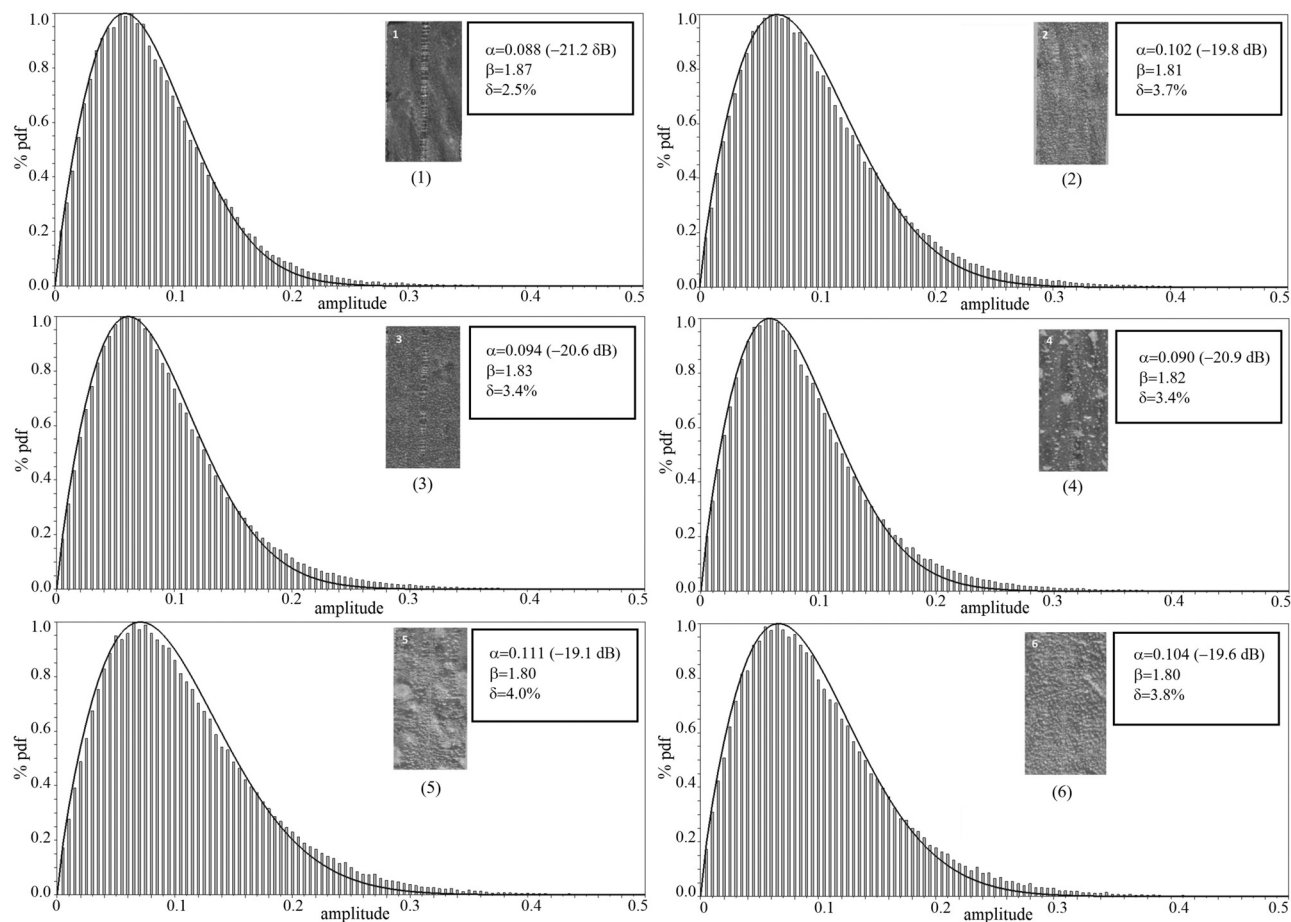 1.0
0.8
0.6
0.4
0.2
0.0
% pdf
1
α=0.088 (−21.2 δB)
β=1.87
δ=2.5%
(1)
0 0.1 0.2 0.3 0.4 0.5
amplitude
1.0
0.8
0.6
0.4
0.2
0.0
% pdf
2
α=0.102 (−19.8 dB)
β=1.81
δ=3.7%
(2)
0 0.1 0.2 0.3 0.4 0.5
amplitude
1.0
0.8
0.6
0.4
0.2
0.0
% pdf
3
α=0.094 (−20.6 dB)
β=1.83
δ=3.4%
(3)
0 0.1 0.2 0.3 0.4 0.5
amplitude
1.0
0.8
0.6
0.4
0.2
0.0
% pdf
4
α=0.090 (−20.9 dB)
β=1.82
δ=3.4%
(4)
0 0.1 0.2 0.3 0.4 0.5
amplitude
1.0
0.8
0.6
0.4
0.2
0.0
% pdf
5
α=0.111 (−19.1 dB)
β=1.80
δ=4.0%
(5)
0 0.1 0.2 0.3 0.4 0.5
amplitude
1.0
0.8
0.6
0.4
0.2
0.0
% pdf
6
α=0.104 (−19.6 dB)
β=1.80
δ=3.8%
(6)
0 0.1 0.2 0.3 0.4 0.5
amplitude